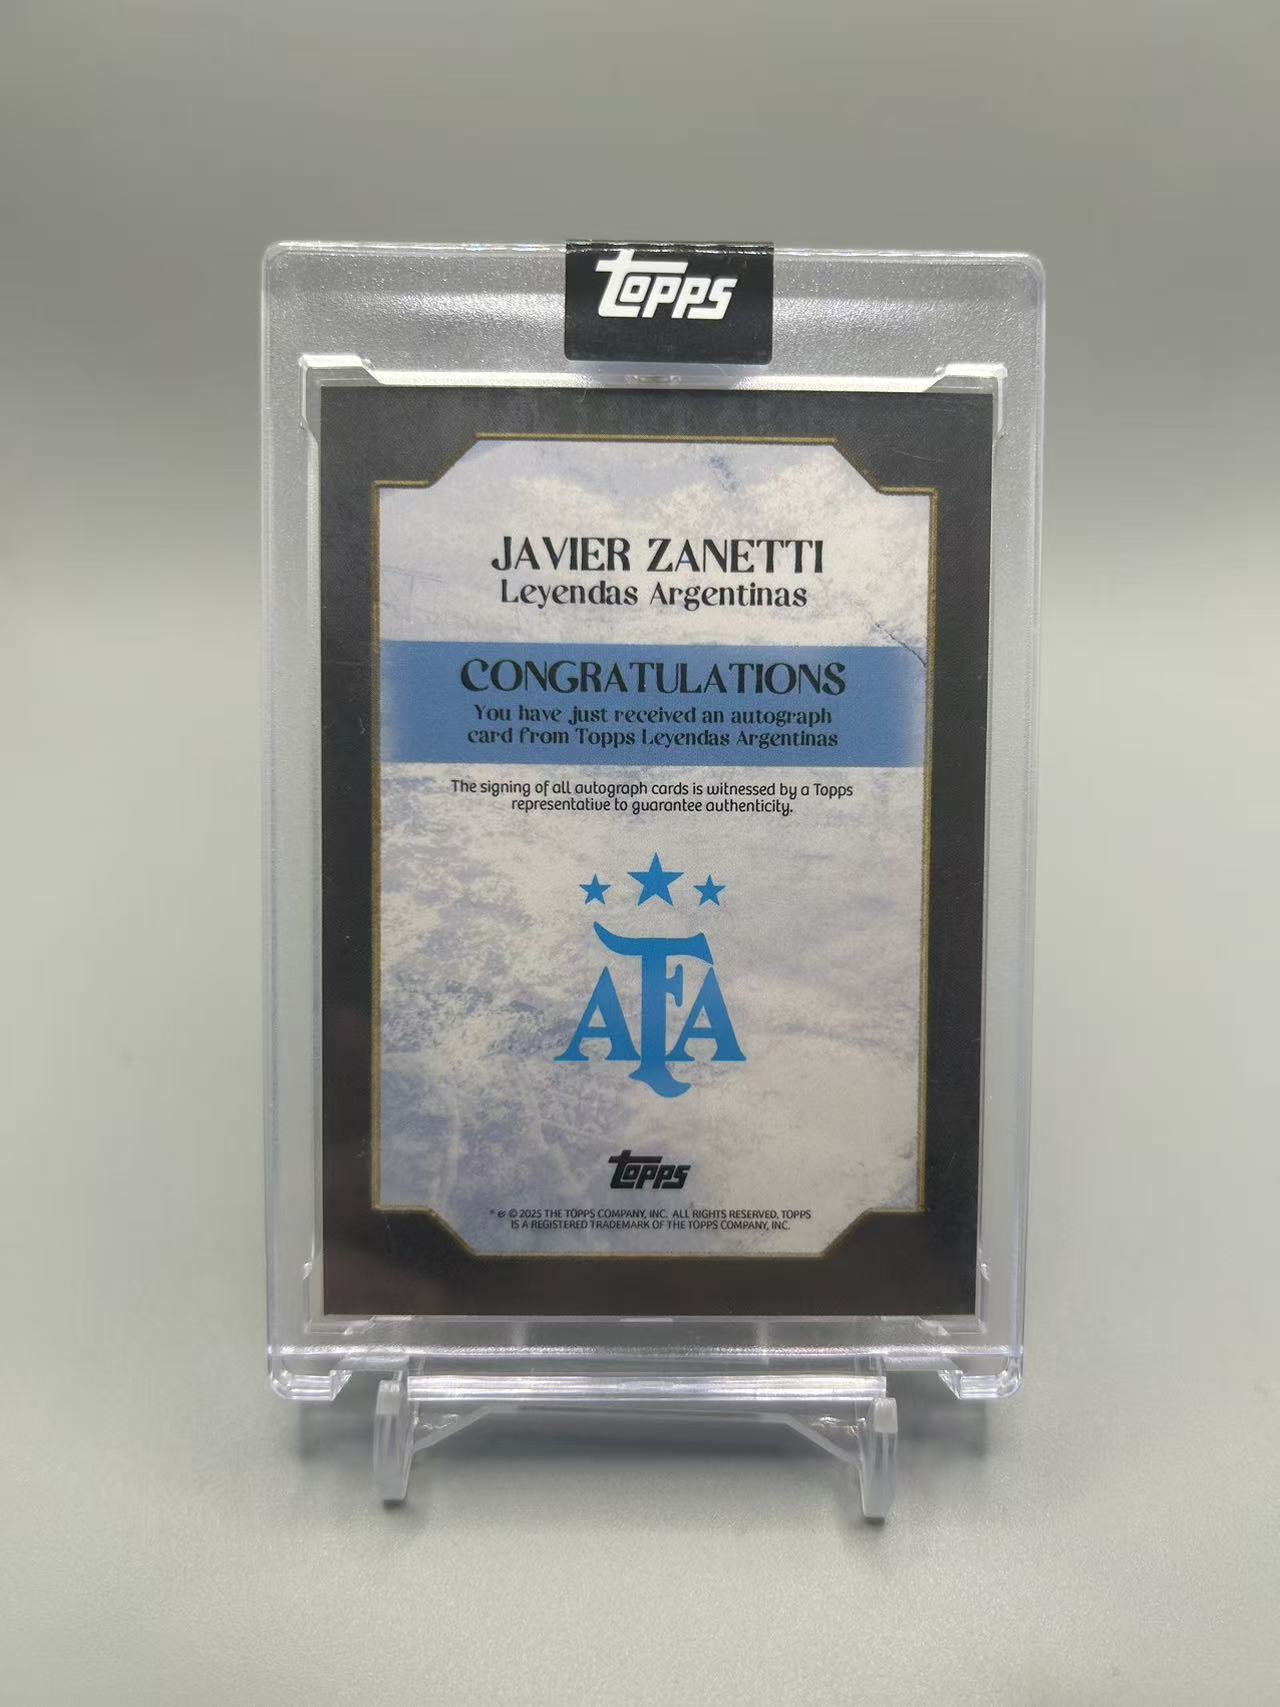 TOPPS
JAVIER ZANETTI
Leyendas Argentinas
CONGRATULATIONS
You have just received an autograph
card from Topps Leyendas Argentinas
The signing of all autograph cards is witnessed by a Topps
representative to guarantee authenticity.
AFA
TOPPS
® & © 2025 THE TOPPS COMPANY, INC. ALL RIGHTS RESERVED. TOPPS
IS A REGISTERED TRADEMARK OF THE TOPPS COMPANY, INC.